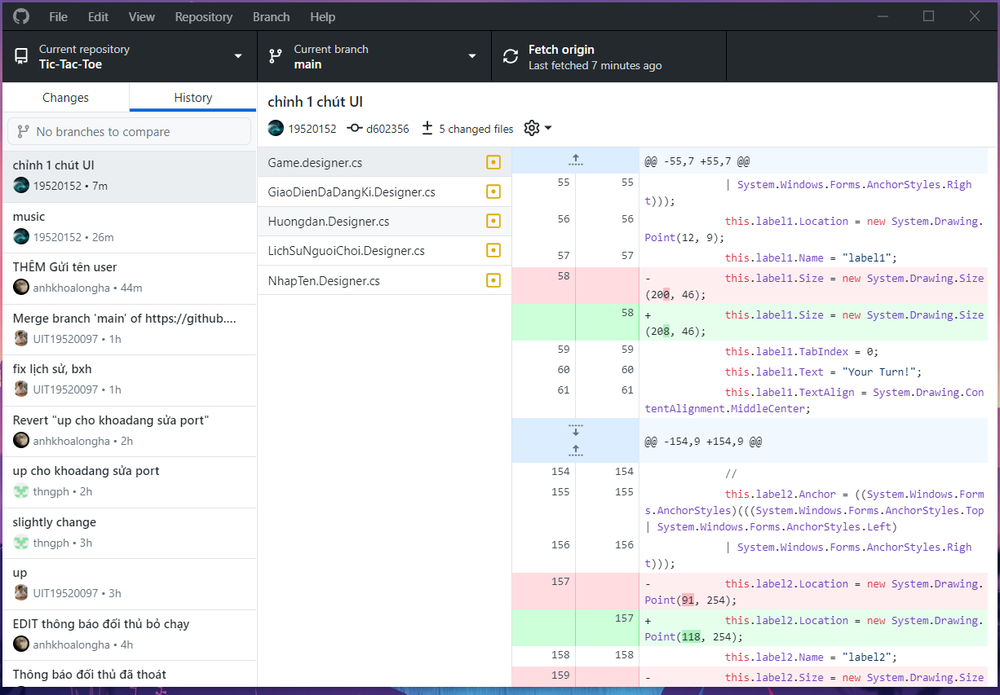 File Edit View Repository Branch Help
Current repository
Tic-Tac-Toe
Current branch
main
Fetch origin
Last fetched 7 minutes ago
Changes
History
No branches to compare
chỉnh 1 chút UI
19520152 • 7m
music
19520152 • 26m
THÊM Gửi tên user
anhkhoalongha • 44m
Merge branch 'main' of https://github....
UIT19520097 • 1h
fix lịch sử, bxh
UIT19520097 • 1h
Revert "up cho khoadang sửa port"
anhkhoalongha • 2h
up cho khoadang sửa port
thngph • 2h
slightly change
thngph • 3h
up
UIT19520097 • 3h
EDIT thông báo đối thủ bỏ chạy
anhkhoalongha • 4h
Thông báo đối thủ đã thoát
chỉnh 1 chút UI
19520152 d602356 5 changed files
Game.designer.cs
GiaoDienDaDangKi.Designer.cs
Huongdan.Designer.cs
LichSuNguoiChoi.Designer.cs
NhapTen.Designer.cs
@@ -55,7 +55,7 @@
55 55 | System.Windows.Forms.AnchorStyles.Righ
t)));
56 56 this.label1.Location = new System.Drawing.
Point(12, 9);
57 57 this.label1.Name = "label1";
58 - this.label1.Size = new System.Drawing.Size
(200, 46);
58 + this.label1.Size = new System.Drawing.Size
(208, 46);
59 59 this.label1.TabIndex = 0;
60 60 this.label1.Text = "Your Turn!";
61 61 this.label1.TextAlign = System.Drawing.Con
tentAlignment.MiddleCenter;
@@ -154,9 +154,9 @@
154 154 //
155 155 this.label2.Anchor = ((System.Windows.Form
s.AnchorStyles)(((System.Windows.Forms.AnchorStyles.Top
| System.Windows.Forms.AnchorStyles.Left)
156 156 | System.Windows.Forms.AnchorStyles.Righ
t)));
157 - this.label2.Location = new System.Drawing.
Point(91, 254);
157 + this.label2.Location = new System.Drawing.
Point(118, 254);
158 158 this.label2.Name = "label2";
159 - this.label2.Size = new System.Drawing.Size